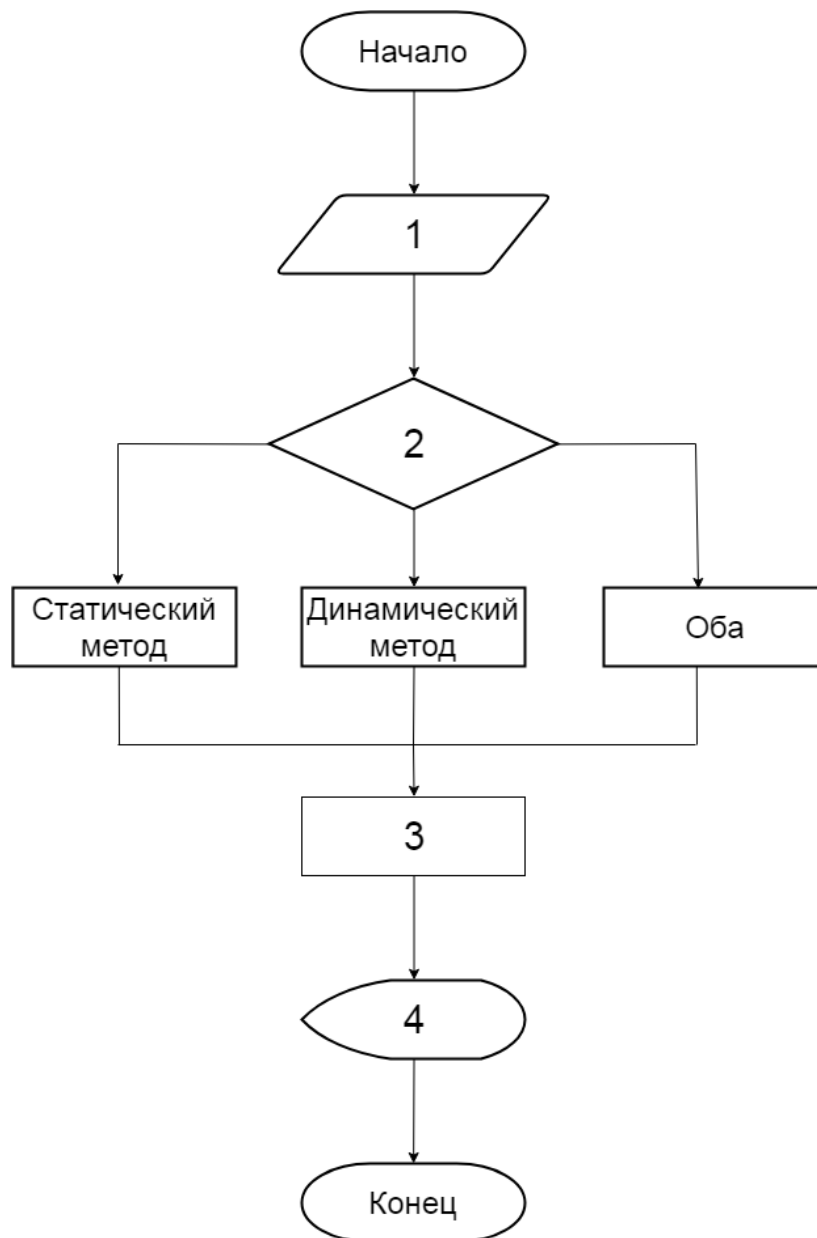 Начало
1
2
Статический
метод
Динамический
метод
Оба
3
4
Конец